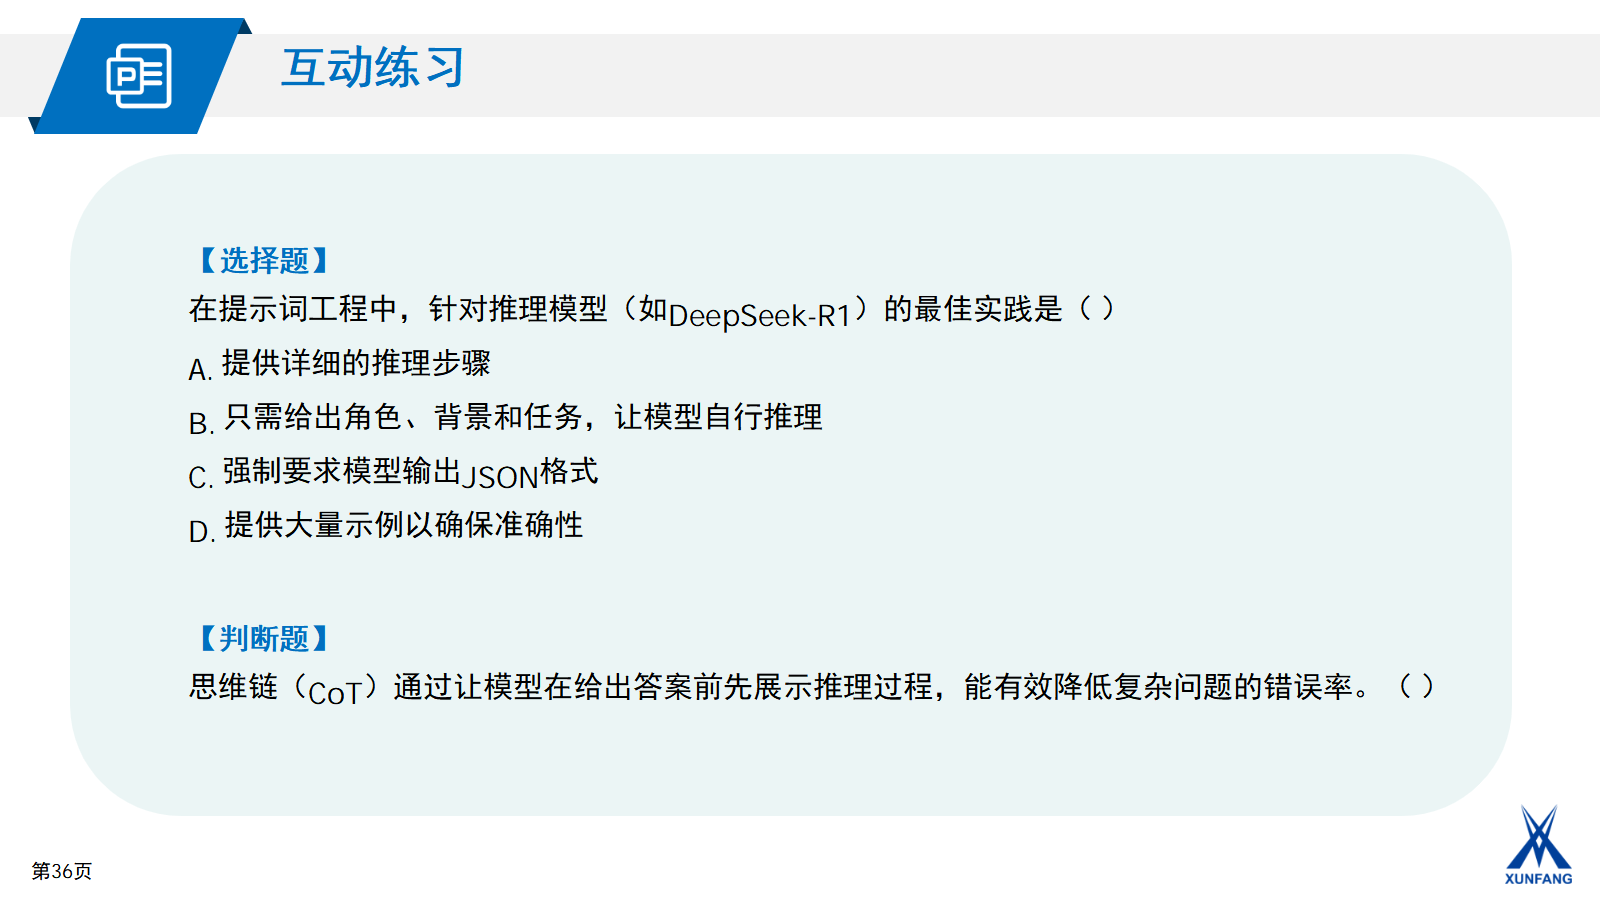 互动练习
【选择题】
在提示词工程中，针对推理模型（如DeepSeek-R1）的最佳实践是（ ）
A. 提供详细的推理步骤
B. 只需给出角色、背景和任务，让模型自行推理
C. 强制要求模型输出JSON格式
D. 提供大量示例以确保准确性
【判断题】
思维链（CoT）通过让模型在给出答案前先展示推理过程，能有效降低复杂问题的错误率。（ ）
第36页
XUNFANG